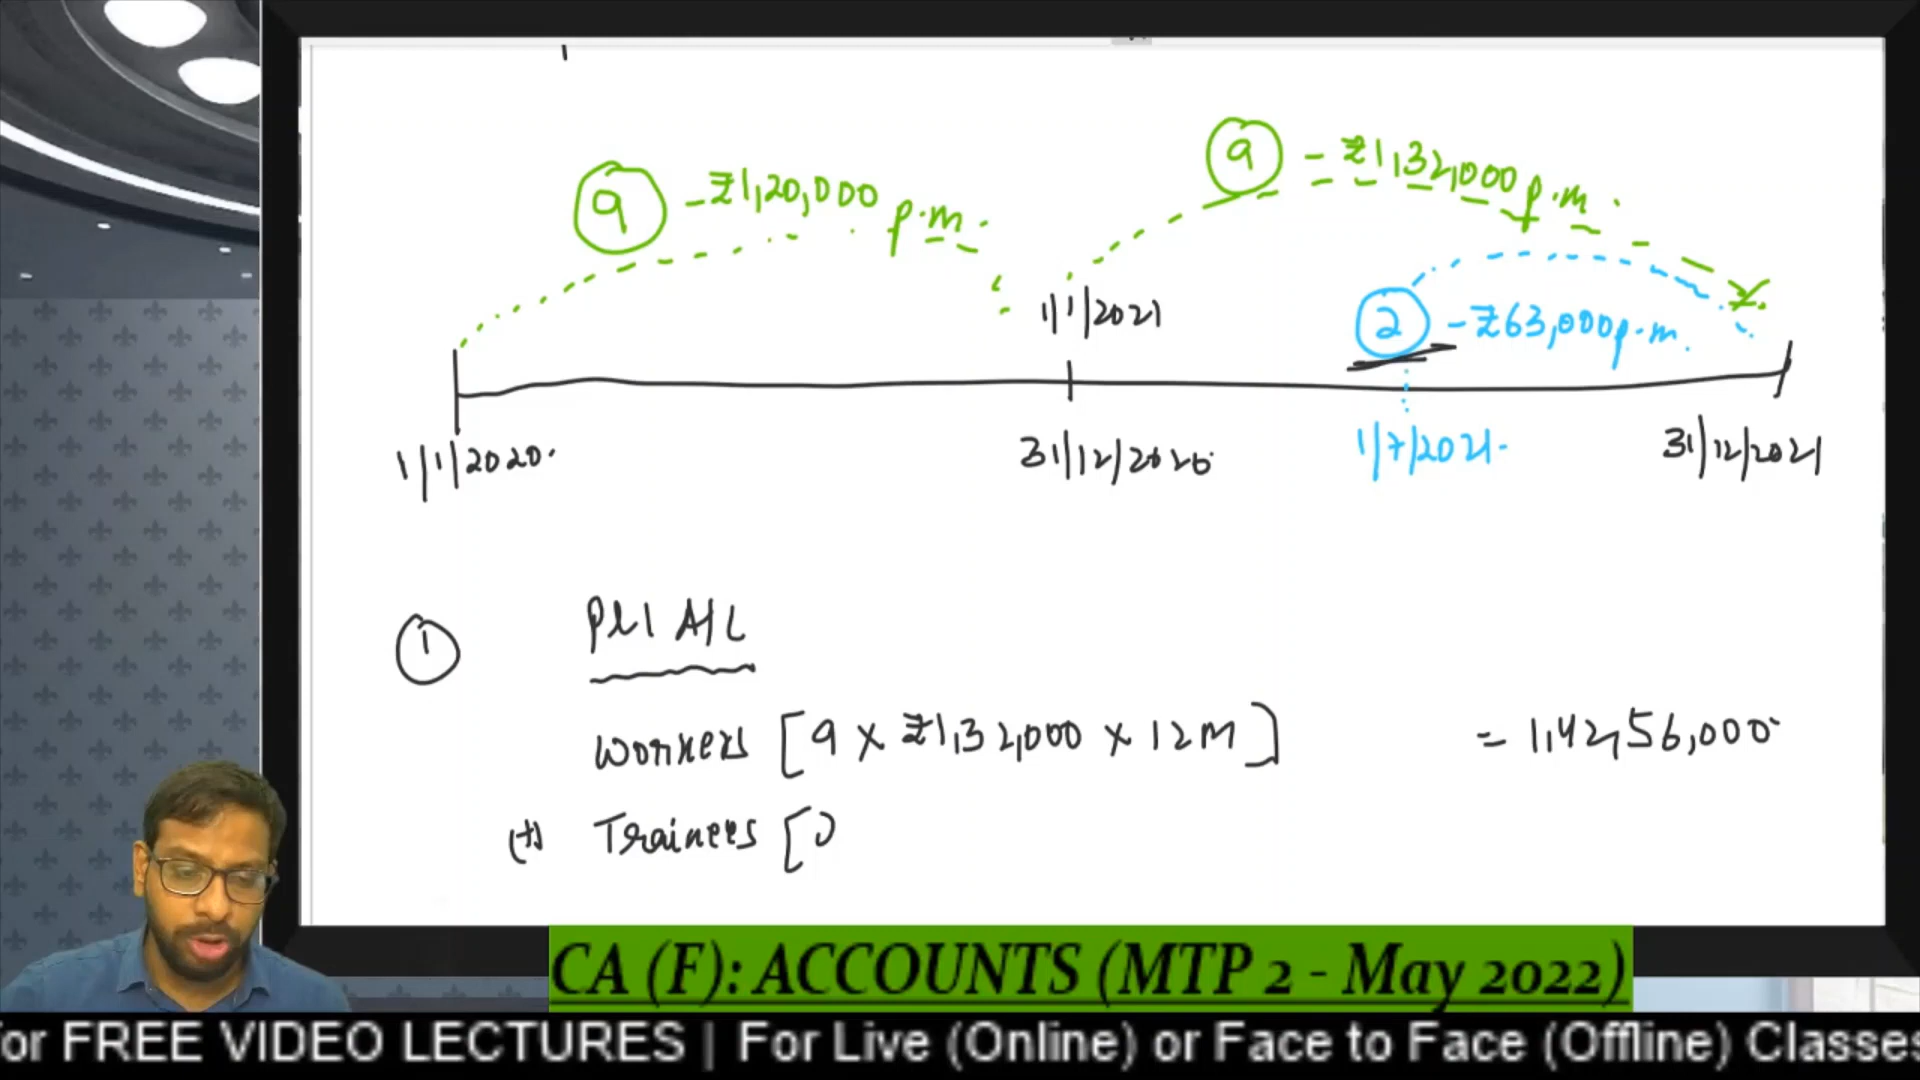 9 - ₹1,20,000 p.m.
9 - ₹1,32,000 p.m.
1/1/2021
2 - ₹63,000 p.m.
1/1/2020.
31/12/2020
1/7/2021.
31/12/2021
1
P&L A/c
Workers [9 x ₹1,32,000 x 12M] = 1,42,56,000
(+) Trainees [2
CA (F): ACCOUNTS (MTP 2 - May 2022)
or FREE VIDEO LECTURES | For Live (Online) or Face to Face (Offline) Classes